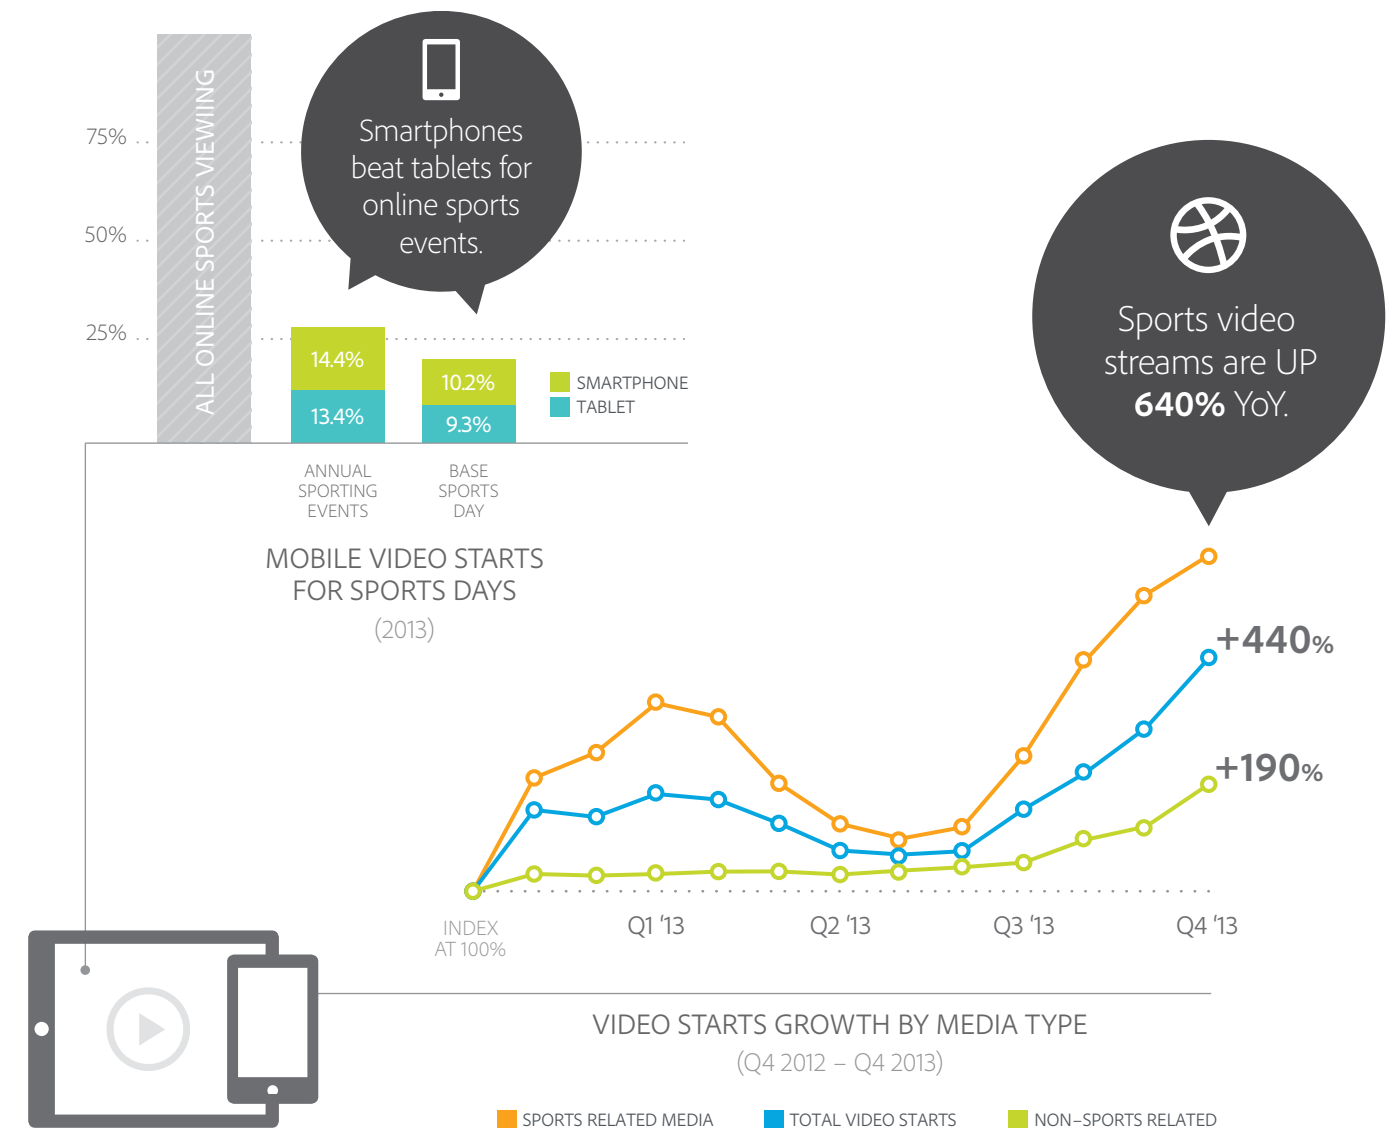 75%
50%
25%
ALL ONLINE SPORTS VIEWIING
Smartphones
beat tablets for
online sports
events.
14.4%
13.4%
10.2%
9.3%
SMARTPHONE
TABLET
ANNUAL
SPORTING
EVENTS
BASE
SPORTS
DAY
MOBILE VIDEO STARTS
FOR SPORTS DAYS
(2013)
Sports video
streams are UP
640% YoY.
+440%
+190%
INDEX
AT 100%
Q1 '13
Q2 '13
Q3 '13
Q4 '13
VIDEO STARTS GROWTH BY MEDIA TYPE
(Q4 2012 – Q4 2013)
SPORTS RELATED MEDIA
TOTAL VIDEO STARTS
NON–SPORTS RELATED